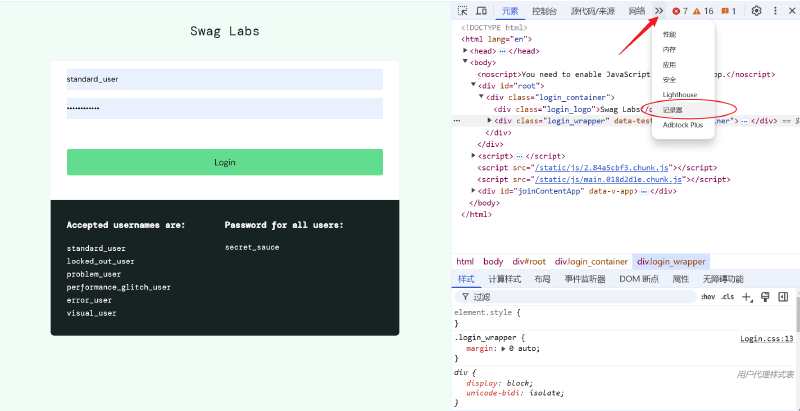 Swag Labs
standard_user
••••••••••••
Login
Accepted usernames are:
standard_user
locked_out_user
problem_user
performance_glitch_user
error_user
visual_user
Password for all users:
secret_sauce
元素 控制台 源代码/来源 网络 7 16 1
性能
内存
应用
安全
Lighthouse
记录器
Adblock Plus
<!DOCTYPE html>
<html lang="en">
<head> ⋯ </head>
<body>
<noscript>You need to enable JavaScript p.</noscript>
<div id="root">
<div class="login_container">
<div class="login_logo">Swag Labs</
<div class="login_wrapper" data-test iner"> ⋯ </div> ==
</div>
</div>
<script> ⋯ </script>
<script src="/static/js/2.84a5cbf3.chunk.js"></script>
<script src="/static/js/main.018d2d1e.chunk.js"></script>
<div id="joinContentApp" data-v-app> ⋯ </div>
</body>
</html>
html body div#root div.login_container div.login_wrapper
样式 计算样式 布局 事件监听器 DOM 断点 属性 无障碍功能
过滤 :hov .cls
element.style {
}
.login_wrapper { Login.css:13
margin: ▶ 0 auto;
}
div { 用户代理样式表
display: block;
unicode-bidi: isolate;
}